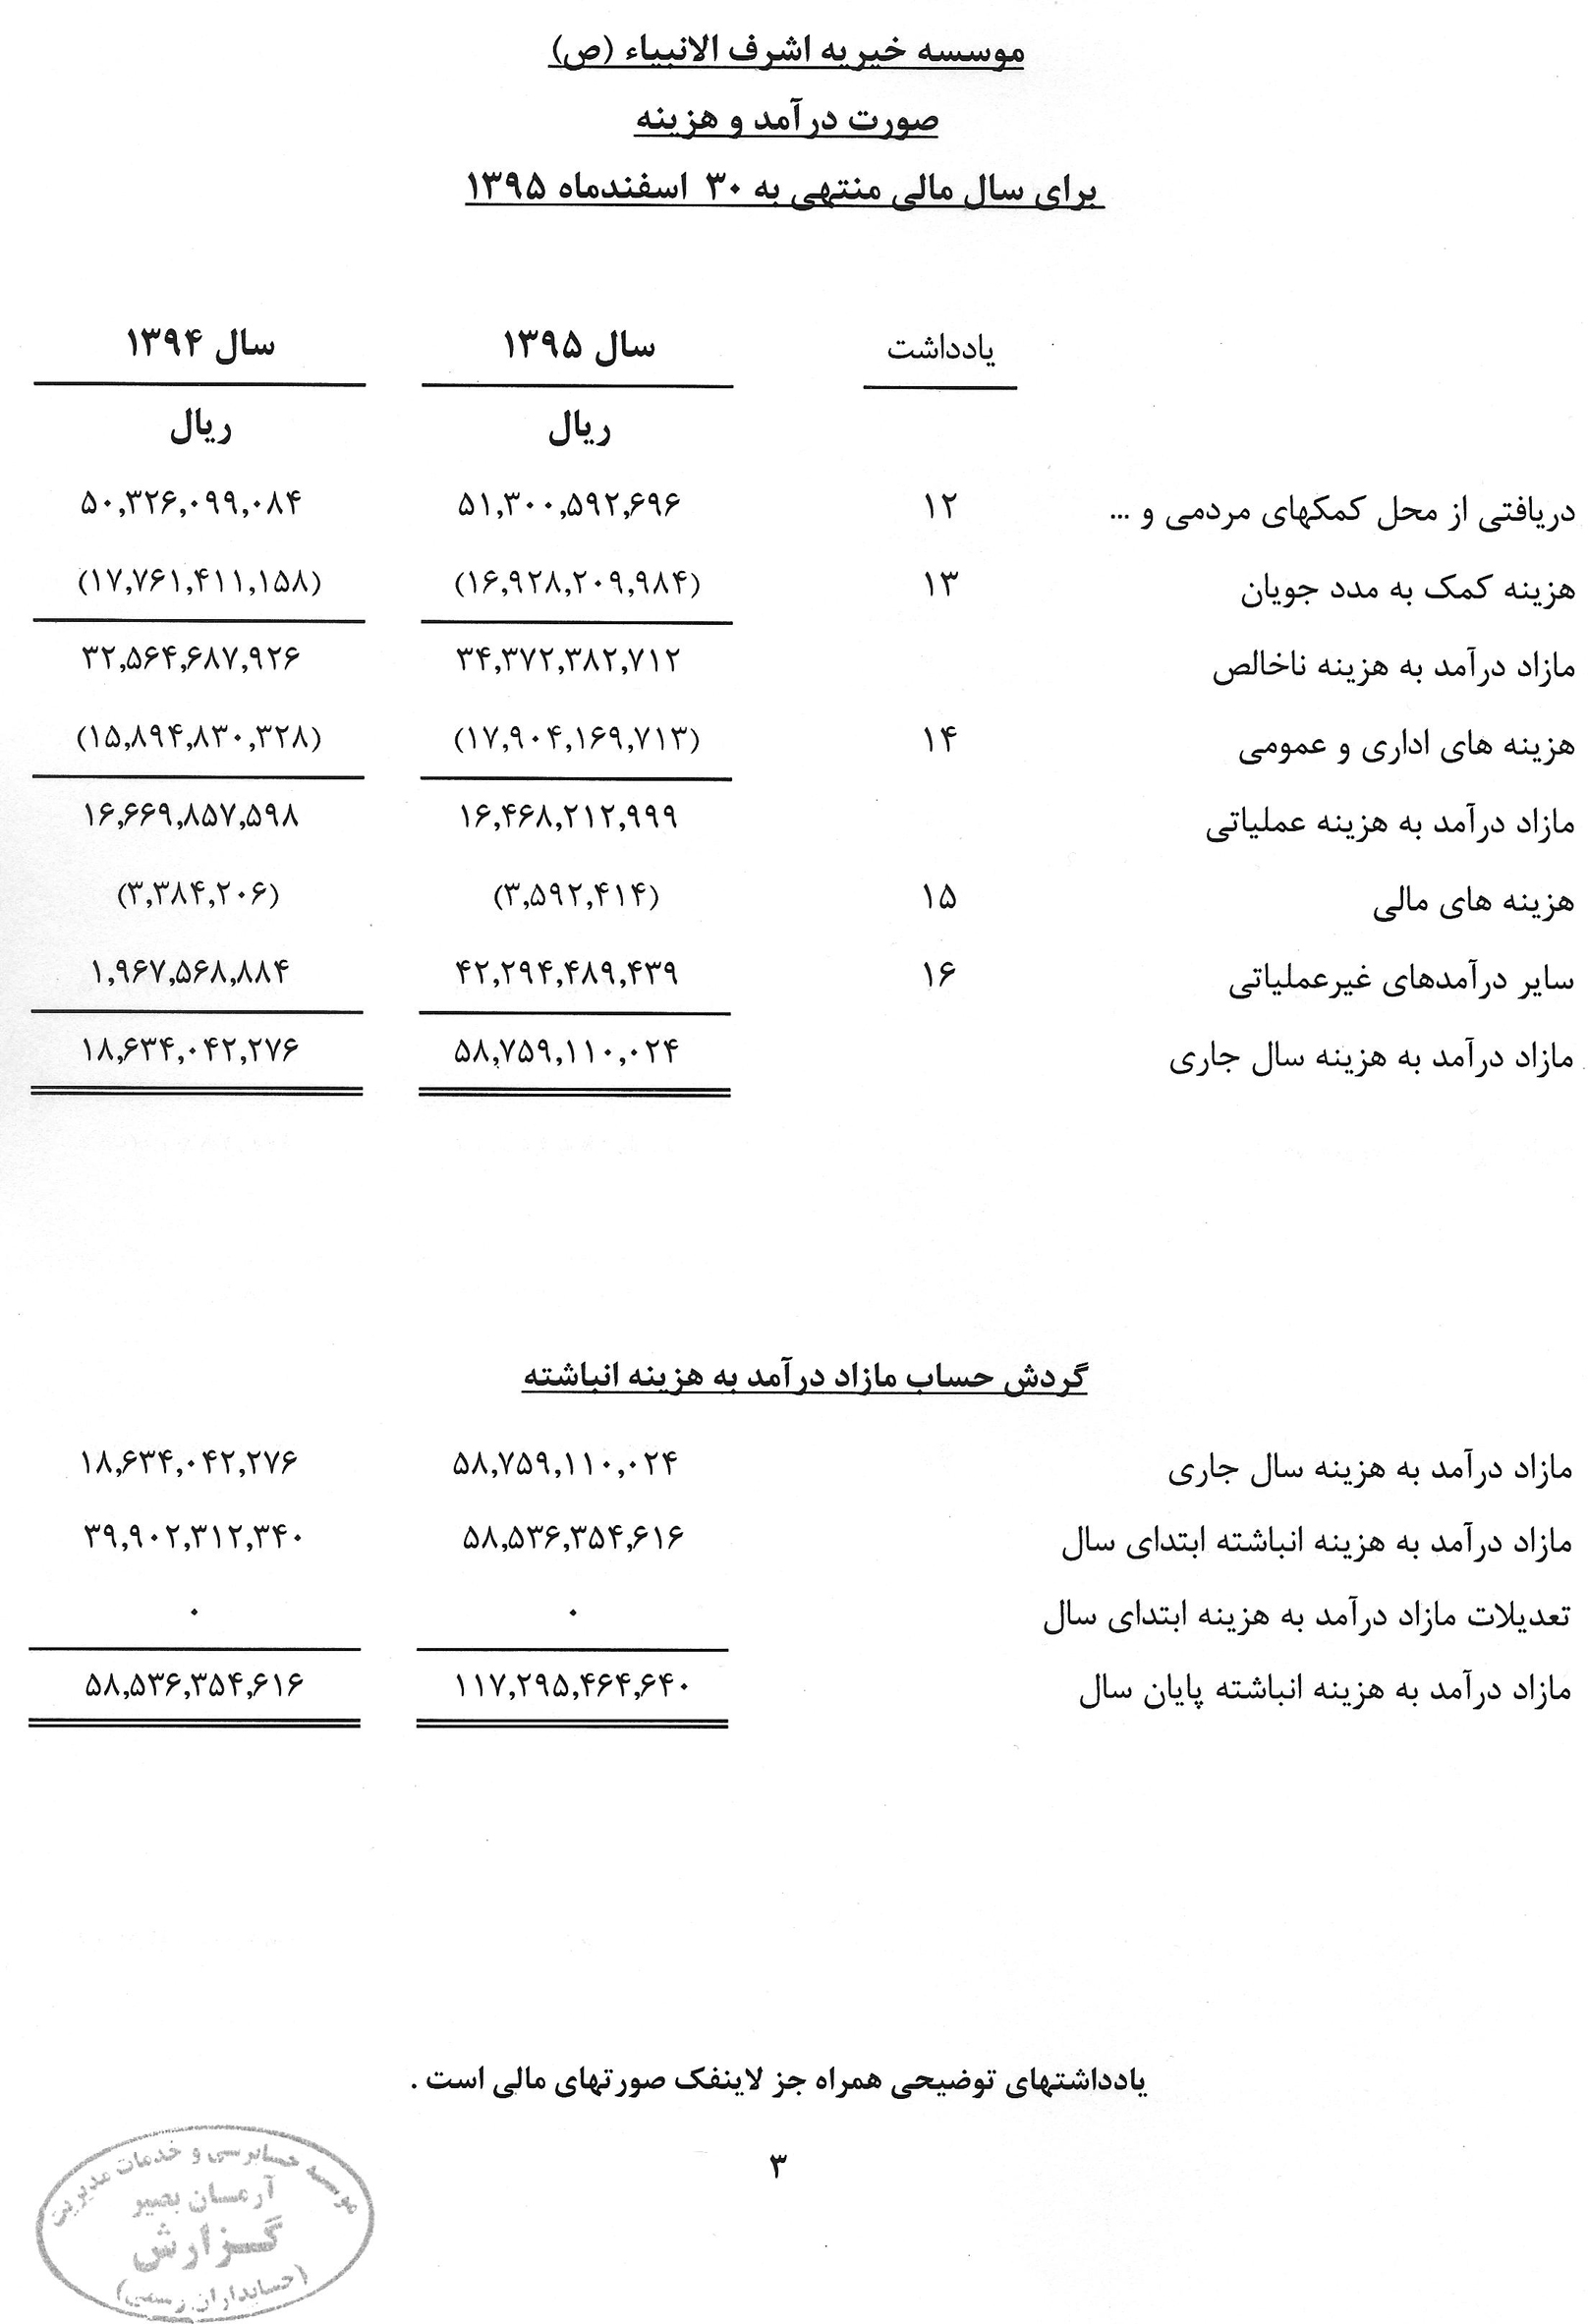 موسسه خیریه اشرف الانبیاء (ص)
صورت درآمد و هزینه
برای سال مالی منتهی به ۳۰ اسفندماه ۱۳۹۵
یادداشت سال ۱۳۹۵ سال ۱۳۹۴
ریال ریال
دریافتی از محل کمکهای مردمی و ... ۱۲ ۵۱,۳۰۰,۵۹۲,۶۹۶ ۵۰,۳۲۶,۰۹۹,۰۸۴
هزینه کمک به مدد جویان ۱۳ (۱۶,۹۲۸,۲۰۹,۹۸۴) (۱۷,۷۶۱,۴۱۱,۱۵۸)
مازاد درآمد به هزینه ناخالص ۳۴,۳۷۲,۳۸۲,۷۱۲ ۳۲,۵۶۴,۶۸۷,۹۲۶
هزینه های اداری و عمومی ۱۴ (۱۷,۹۰۴,۱۶۹,۷۱۳) (۱۵,۸۹۴,۸۳۰,۳۲۸)
مازاد درآمد به هزینه عملیاتی ۱۶,۴۶۸,۲۱۲,۹۹۹ ۱۶,۶۶۹,۸۵۷,۵۹۸
هزینه های مالی ۱۵ (۳,۵۹۲,۴۱۴) (۳,۳۸۴,۲۰۶)
سایر درآمدهای غیرعملیاتی ۱۶ ۴۲,۲۹۴,۴۸۹,۴۳۹ ۱,۹۶۷,۵۶۸,۸۸۴
مازاد درآمد به هزینه سال جاری ۵۸,۷۵۹,۱۱۰,۰۲۴ ۱۸,۶۳۴,۰۴۲,۲۷۶
گردش حساب مازاد درآمد به هزینه انباشته
مازاد درآمد به هزینه سال جاری ۵۸,۷۵۹,۱۱۰,۰۲۴ ۱۸,۶۳۴,۰۴۲,۲۷۶
مازاد درآمد به هزینه انباشته ابتدای سال ۵۸,۵۳۶,۳۵۴,۶۱۶ ۳۹,۹۰۲,۳۱۲,۳۴۰
تعدیلات مازاد درآمد به هزینه ابتدای سال ۰ ۰
مازاد درآمد به هزینه انباشته پایان سال ۱۱۷,۲۹۵,۴۶۴,۶۴۰ ۵۸,۵۳۶,۳۵۴,۶۱۶
یادداشتهای توضیحی همراه جز لاینفک صورتهای مالی است .
۳
موسسه حسابرسی و خدمات مدیریت
آرمسان بصیر
گزارش
(حسابداران رسمی)